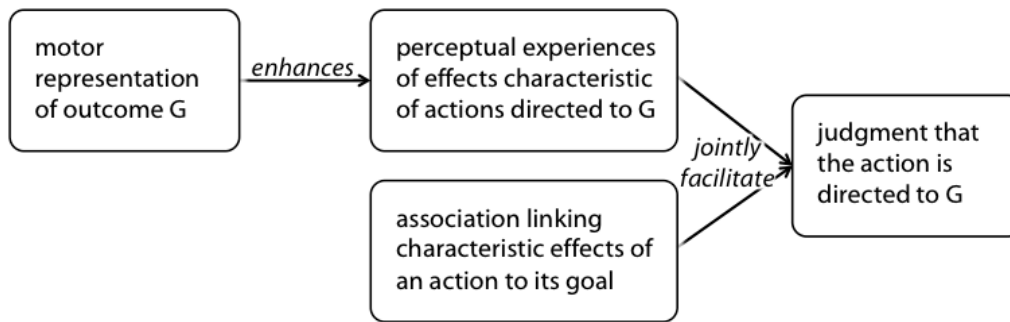 motor
representation
of outcome G
enhances
perceptual experiences
of effects characteristic
of actions directed to G
association linking
characteristic effects of
an action to its goal
jointly
facilitate
judgment that
the action is
directed to G